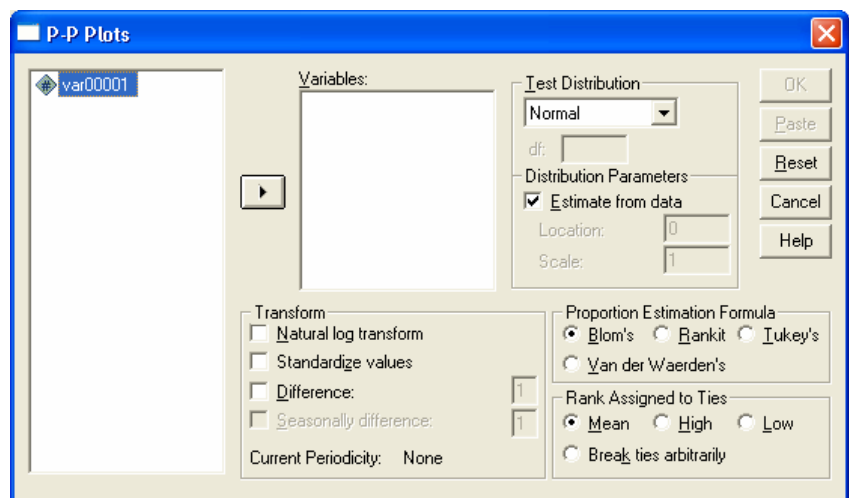 P-P Plots
var00001
Variables:
Test Distribution
Normal
df:
Distribution Parameters
Estimate from data
Location: 0
Scale: 1
OK
Paste
Reset
Cancel
Help
Transform
Natural log transform
Standardize values
Difference: 1
Seasonally difference: 1
Current Periodicity: None
Proportion Estimation Formula
Blom's Rankit Tukey's
Van der Waerden's
Rank Assigned to Ties
Mean High Low
Break ties arbitrarily